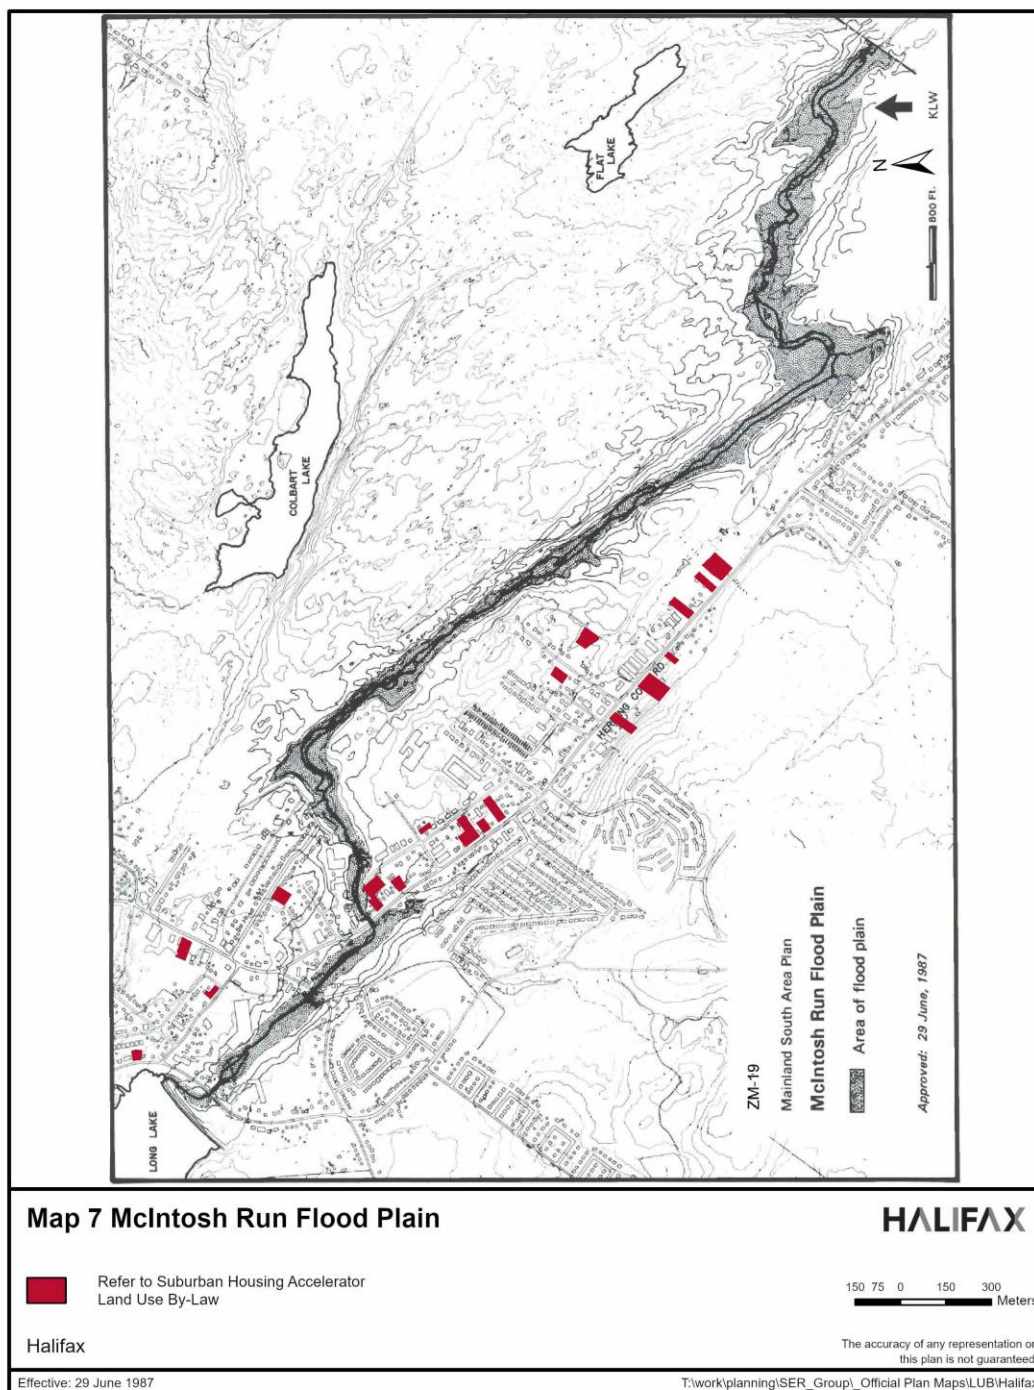 FLAT
LAKE
KLW
N
800 Ft.
COLBART
LAKE
LONG LAKE
ZM-19
Mainland South Area Plan
McIntosh Run Flood Plain
Area of flood plain
Approved: 29 June, 1987
Map 7 McIntosh Run Flood Plain
HALIFAX
Refer to Suburban Housing Accelerator
Land Use By-Law
150 75 0 150 300
Meters
Halifax
The accuracy of any representation on
this plan is not guaranteed
Effective: 29 June 1987
T:\work\planning\SER_Group\_Official Plan Maps\LUB\Halifax